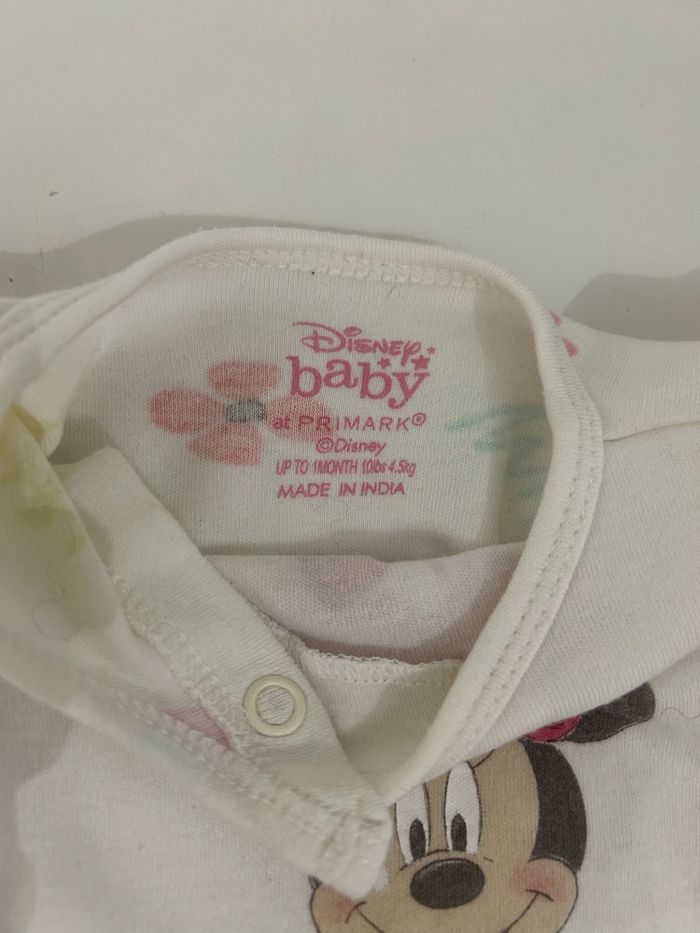 Disney
baby
at PRIMARK®
©Disney
UP TO 1MONTH 10lbs 4.5kg
MADE IN INDIA